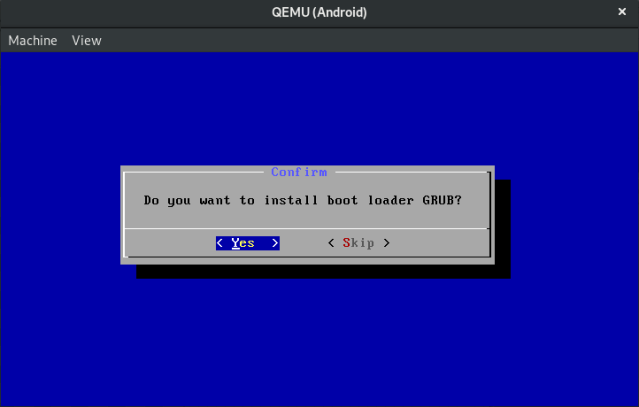 QEMU (Android)
×
Machine View
Confirm
Do you want to install boot loader GRUB?
< Yes > < Skip >